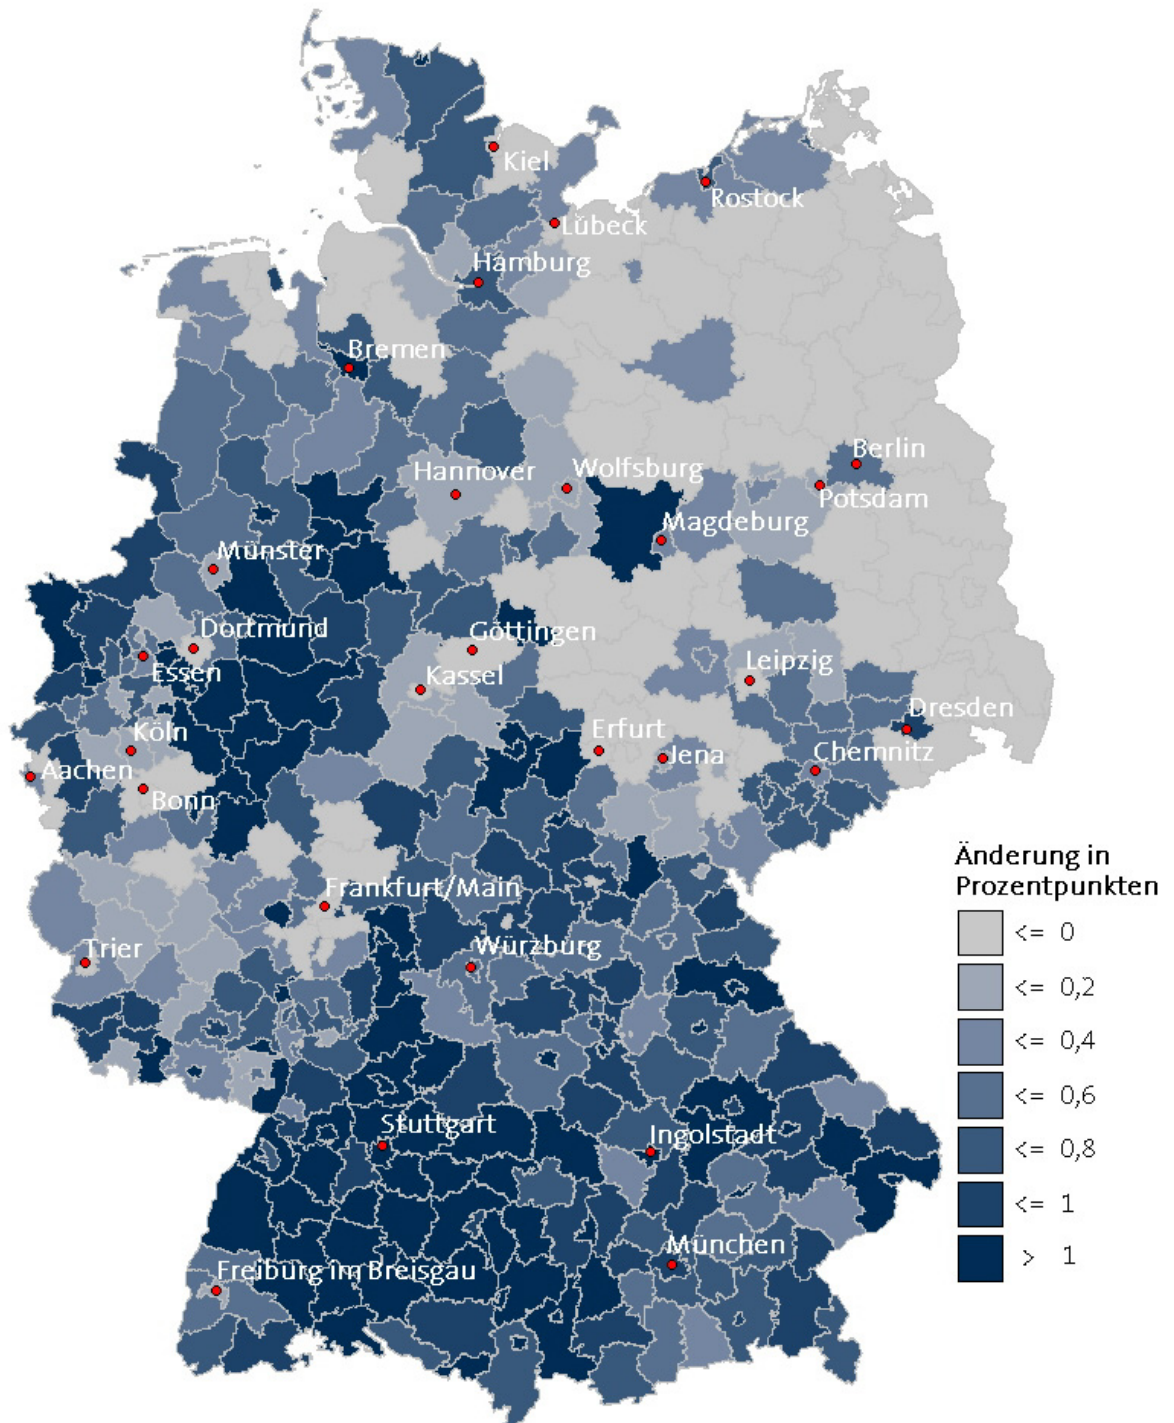 Kiel
Rostock
Lübeck
Hamburg
Bremen
Berlin
Hannover
Wolfsburg
Potsdam
Magdeburg
Münster
Dortmund
Göttingen
Essen
Kassel
Leipzig
Dresden
Köln
Erfurt
Jena
Chemnitz
Aachen
Bonn
Frankfurt/Main
Trier
Würzburg
Stuttgart
Ingolstadt
München
Freiburg im Breisgau
Änderung in
Prozentpunkten
<= 0
<= 0,2
<= 0,4
<= 0,6
<= 0,8
<= 1
> 1